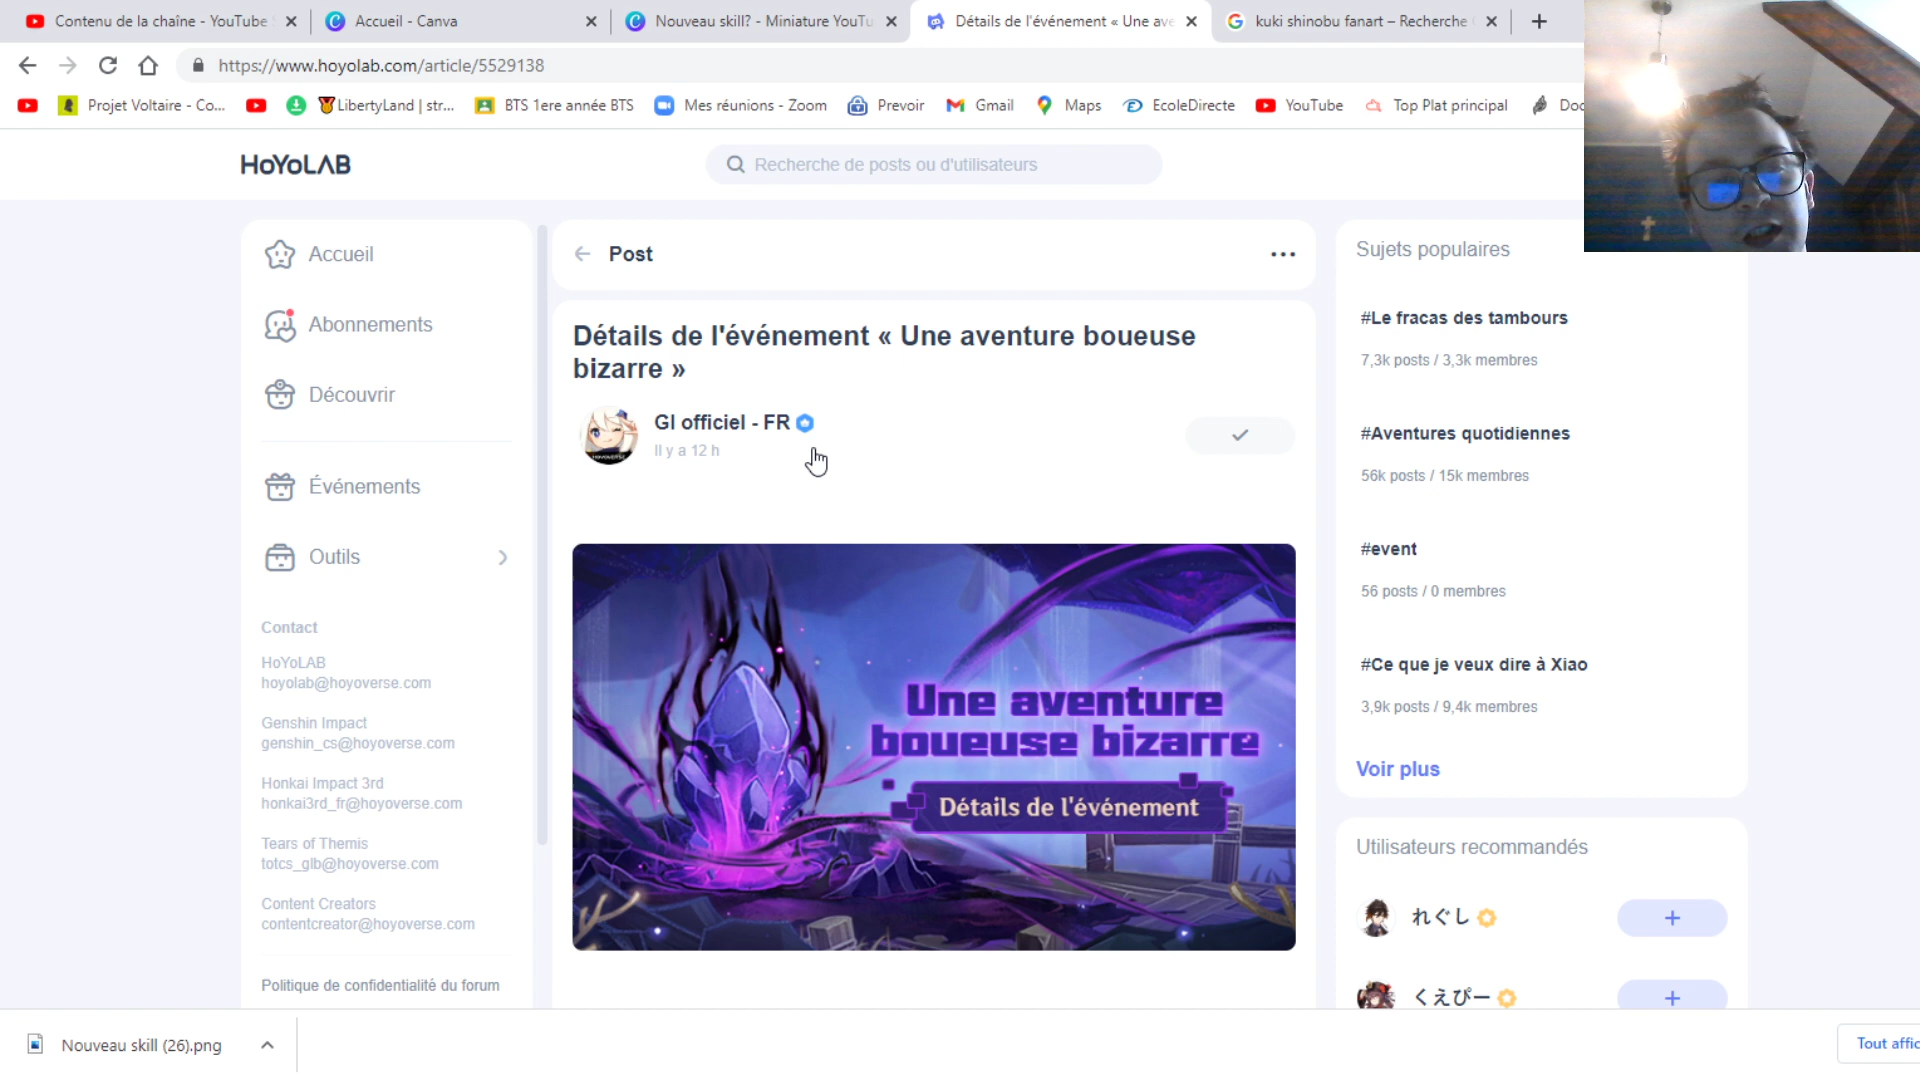 Contenu de la chaîne - YouTube
Accueil - Canva
Nouveau skill? - Miniature YouTu
Détails de l'événement « Une ave
kuki shinobu fanart – Recherche
https://www.hoyolab.com/article/5529138
Projet Voltaire - Co...
LibertyLand | str...
BTS 1ere année BTS
Mes réunions - Zoom
Prevoir
Gmail
Maps
EcoleDirecte
YouTube
Top Plat principal
Doc
HoYoLAB
Recherche de posts ou d'utilisateurs
Accueil
Abonnements
Découvrir
Événements
Outils
Contact
HoYoLAB
hoyolab@hoyoverse.com
Genshin Impact
genshin_cs@hoyoverse.com
Honkai Impact 3rd
honkai3rd_fr@hoyoverse.com
Tears of Themis
totcs_glb@hoyoverse.com
Content Creators
contentcreator@hoyoverse.com
Politique de confidentialité du forum
Post
Détails de l'événement « Une aventure boueuse
bizarre »
GI officiel - FR
Il y a 12 h
Une aventure
boueuse bizarre
Détails de l'événement
Sujets populaires
#Le fracas des tambours
7,3k posts / 3,3k membres
#Aventures quotidiennes
56k posts / 15k membres
#event
56 posts / 0 membres
#Ce que je veux dire à Xiao
3,9k posts / 9,4k membres
Voir plus
Utilisateurs recommandés
れぐし
くえぴー
Nouveau skill (26).png
Tout affic